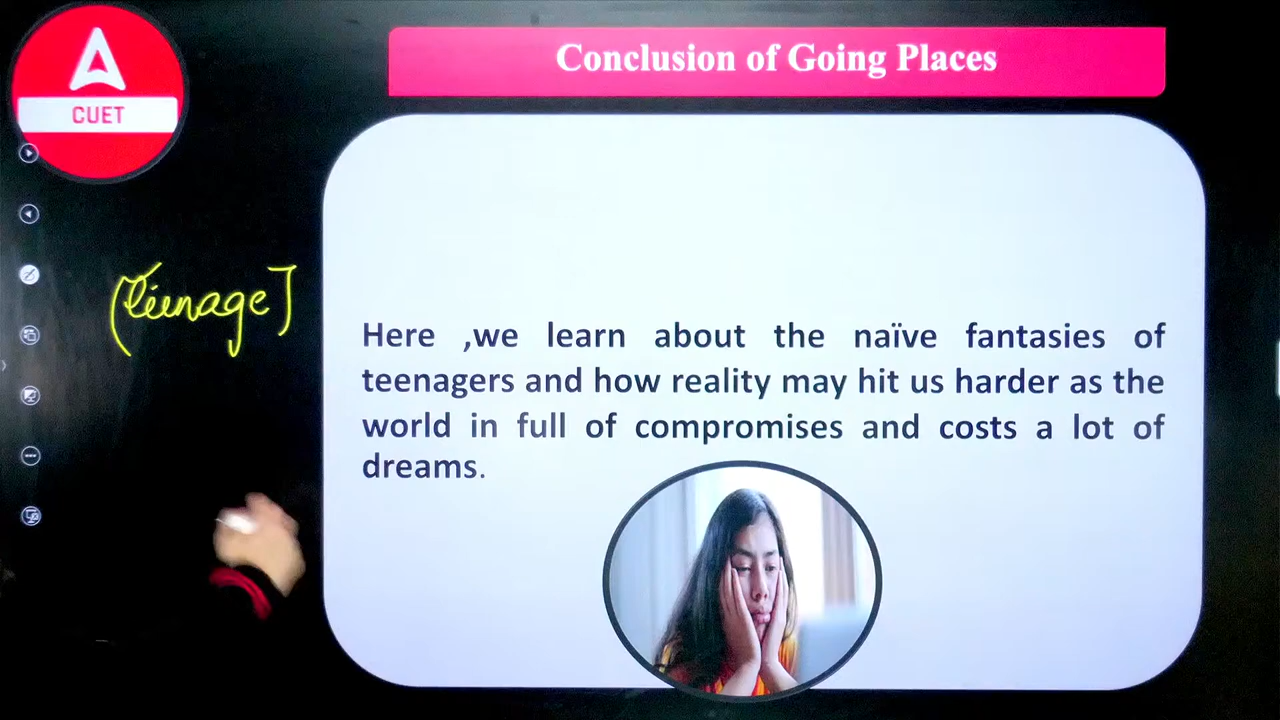 CUET
Conclusion of Going Places
(Teenage]
Here ,we learn about the naïve fantasies of
teenagers and how reality may hit us harder as the
world in full of compromises and costs a lot of
dreams.